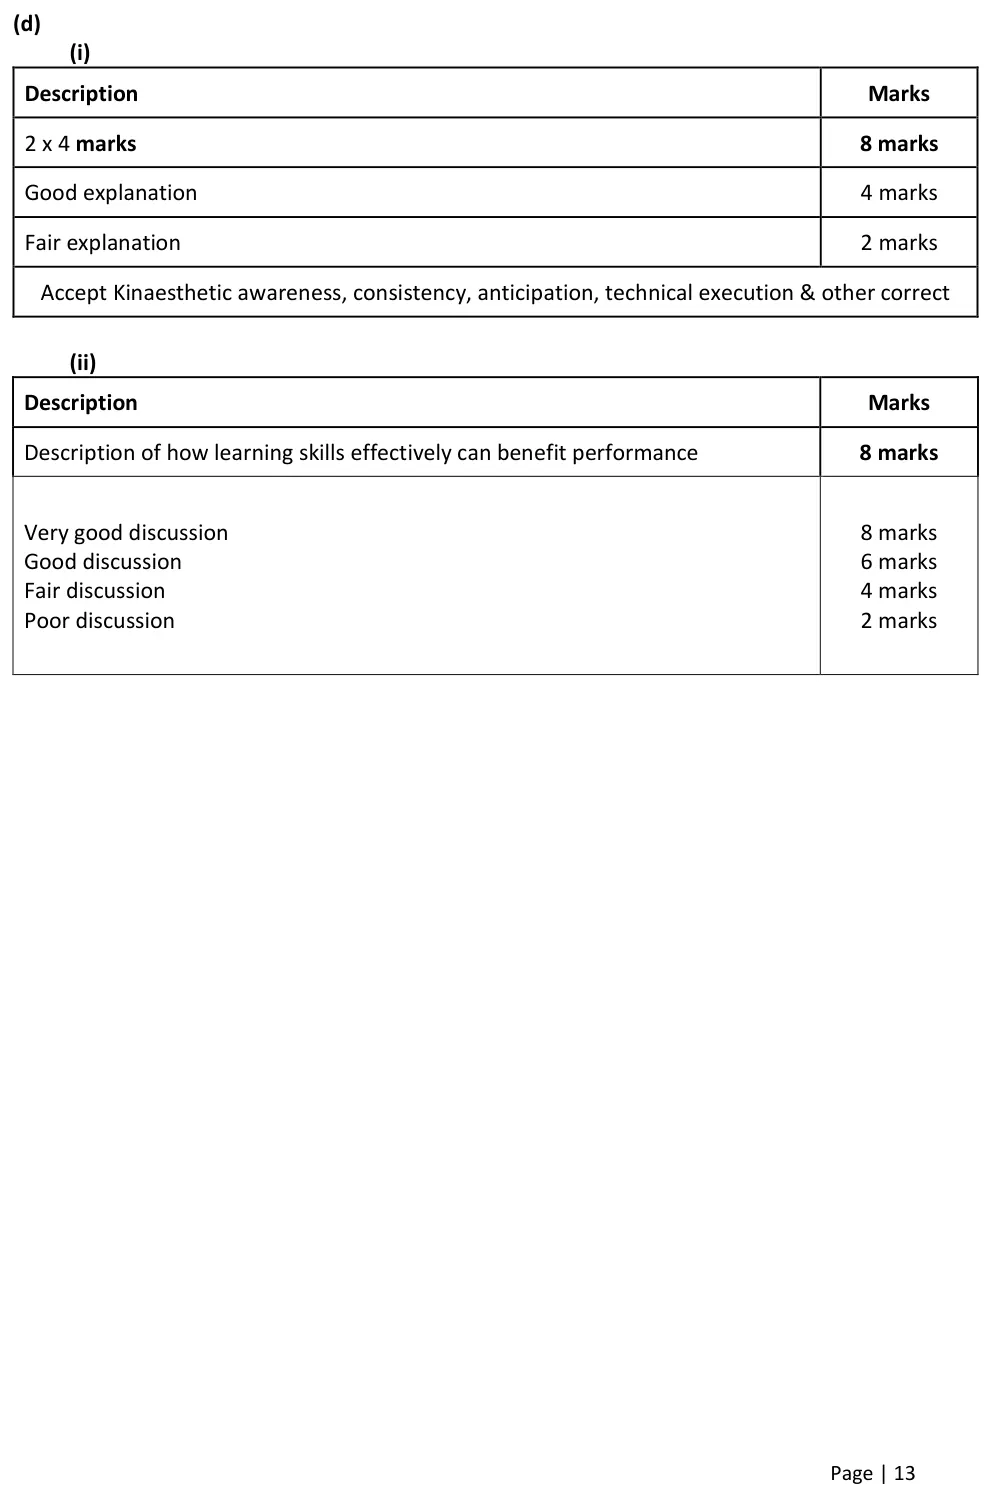 (d)
(i)
Description Marks
2 x 4 marks 8 marks
Good explanation 4 marks
Fair explanation 2 marks
Accept Kinaesthetic awareness, consistency, anticipation, technical execution & other correct
(ii)
Description Marks
Description of how learning skills effectively can benefit performance 8 marks
Very good discussion 8 marks
Good discussion 6 marks
Fair discussion 4 marks
Poor discussion 2 marks
Page | 13